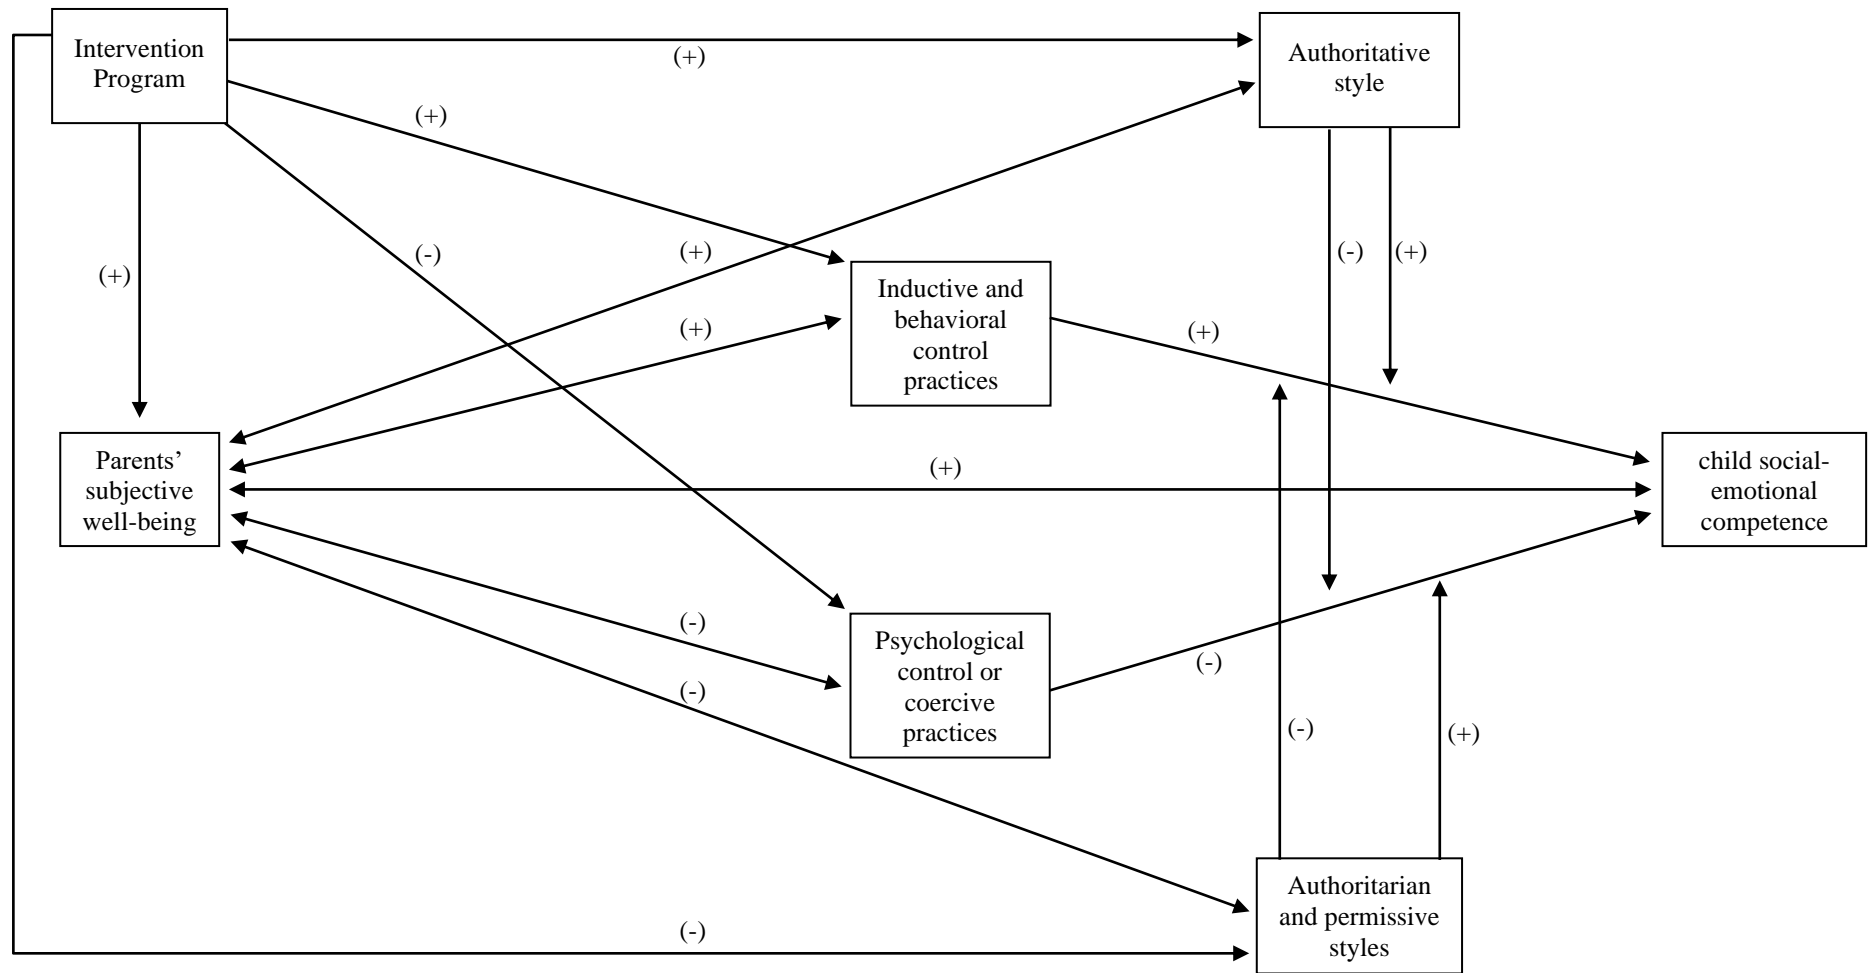 Intervention
Program
Authoritative
style
(+)
(+)
(+)
(-)
(+)
(-)
(+)
Inductive and
behavioral
control
practices
(+)
(+)
Parents’
subjective
well-being
(+)
child social-
emotional
competence
(-)
Psychological
control or
coercive
practices
(-)
(-)
(-)
(+)
Authoritarian
and permissive
styles
(-)